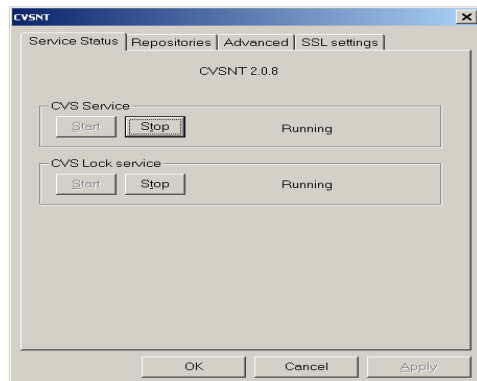 CVSNT
Service Status Repositories Advanced SSL settings
CVSNT 2.0.8
CVS Service
Start Stop Running
CVS Lock service
Start Stop Running
OK Cancel Apply